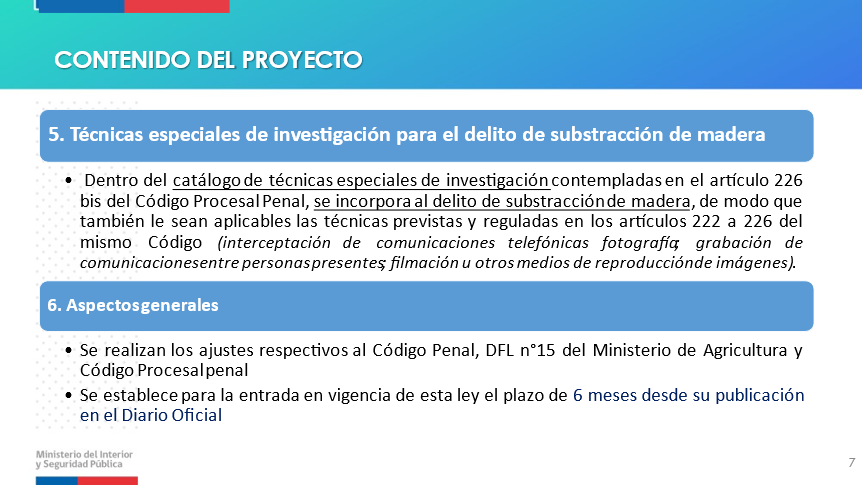 CONTENIDO DEL PROYECTO
5. Técnicas especiales de investigación para el delito de substracción de madera
• Dentro del catálogo de técnicas especiales de investigación contempladas en el artículo 226
bis del Código Procesal Penal, se incorpora al delito de substracción de madera, de modo que
también le sean aplicables las técnicas previstas y reguladas en los artículos 222 a 226 del
mismo Código (interceptación de comunicaciones telefónicas fotografía; grabación de
comunicaciones entre personas presentes; filmación u otros medios de reproducción de imágenes).
6. Aspectos generales
• Se realizan los ajustes respectivos al Código Penal, DFL n°15 del Ministerio de Agricultura y
Código Procesal penal
• Se establece para la entrada en vigencia de esta ley el plazo de 6 meses desde su publicación
en el Diario Oficial
Ministerio del Interior
y Seguridad Pública
7